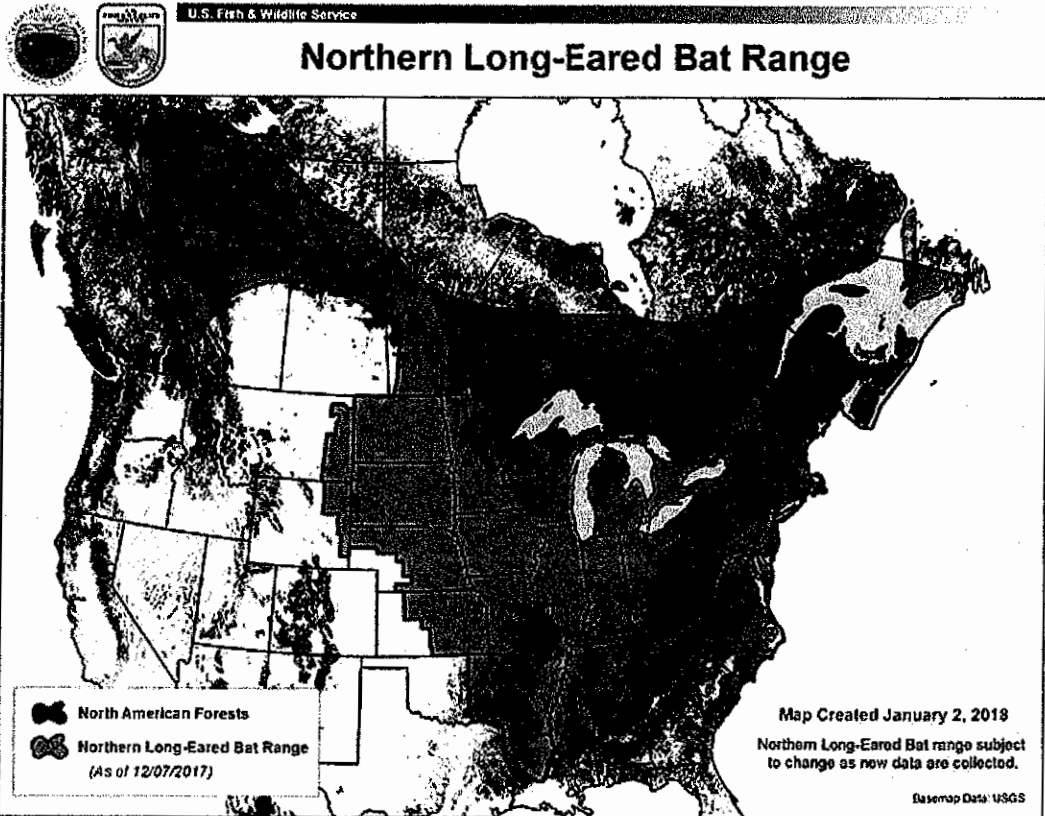 U.S. Fish & Wildlife Service
Northern Long-Eared Bat Range
North American Forests
Northern Long-Eared Bat Range
(As of 12/07/2017)
Map Created January 2, 2018
Northern Long-Eared Bat range subject
to change as new data are collected.
Basemap Data: USGS